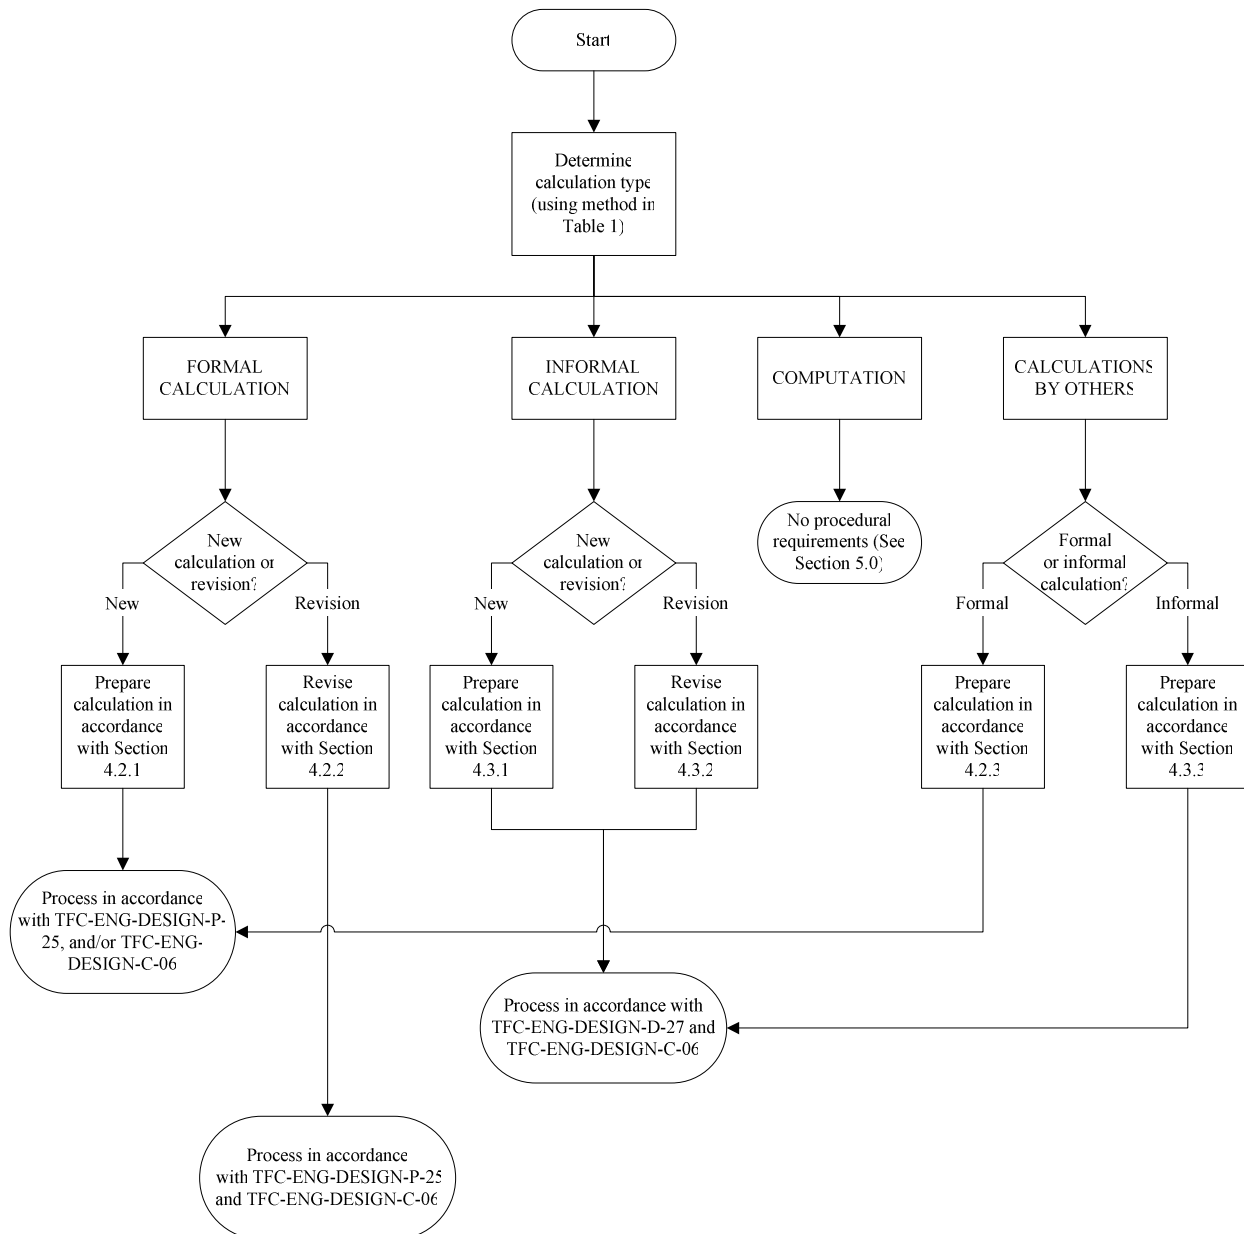 Start
Determine
calculation type
(using method in
Table 1)
FORMAL
CALCULATION
INFORMAL
CALCULATION
COMPUTATION
CALCULATIONS
BY OTHERS
New
calculation or
revision?
New
calculation or
revision?
No procedural
requirements (See
Section 5.0)
Formal
or informal
calculation?
New
Revision
New
Revision
Formal
Informal
Prepare
calculation in
accordance
with Section
4.2.1
Revise
calculation in
accordance
with Section
4.2.2
Prepare
calculation in
accordance
with Section
4.3.1
Revise
calculation in
accordance
with Section
4.3.2
Prepare
calculation in
accordance
with Section
4.2.3
Prepare
calculation in
accordance
with Section
4.3.3
Process in accordance
with TFC-ENG-DESIGN-P-
25, and/or TFC-ENG-
DESIGN-C-06
Process in accordance with
TFC-ENG-DESIGN-D-27 and
TFC-ENG-DESIGN-C-06
Process in accordance
with TFC-ENG-DESIGN-P-25
and TFC-ENG-DESIGN-C-06